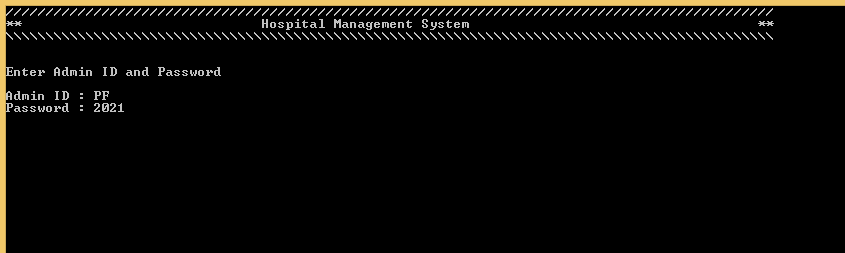 ////////////////////////////////////////////////////////////////////////////////////////////////
** Hospital Management System **
\\\\\\\\\\\\\\\\\\\\\\\\\\\\\\\\\\\\\\\\\\\\\\\\\\\\\\\\\\\\\\\\\\\\\\\\\\\\\\\\\\\\\\\\\\\\\\\\
Enter Admin ID and Password
Admin ID : PF
Password : 2021